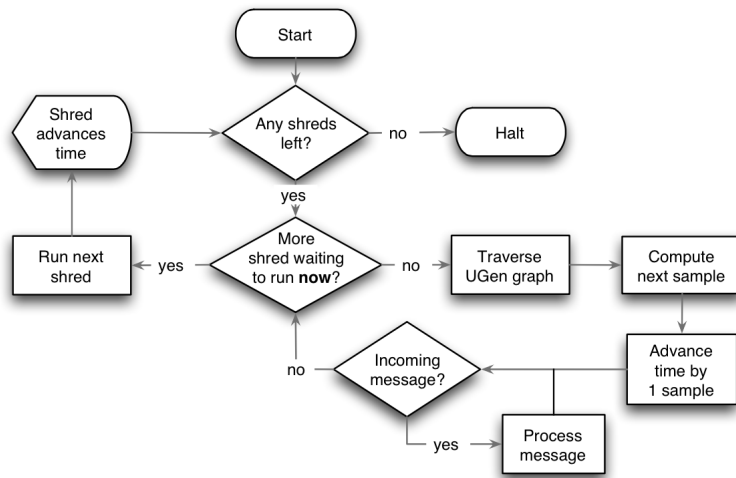 Start
Shred
advances
time
Any shreds
left?
no
Halt
yes
Run next
shred
yes
More
shred waiting
to run now?
no
Traverse
UGen graph
Compute
next sample
no
Incoming
message?
Advance
time by
1 sample
yes
Process
message